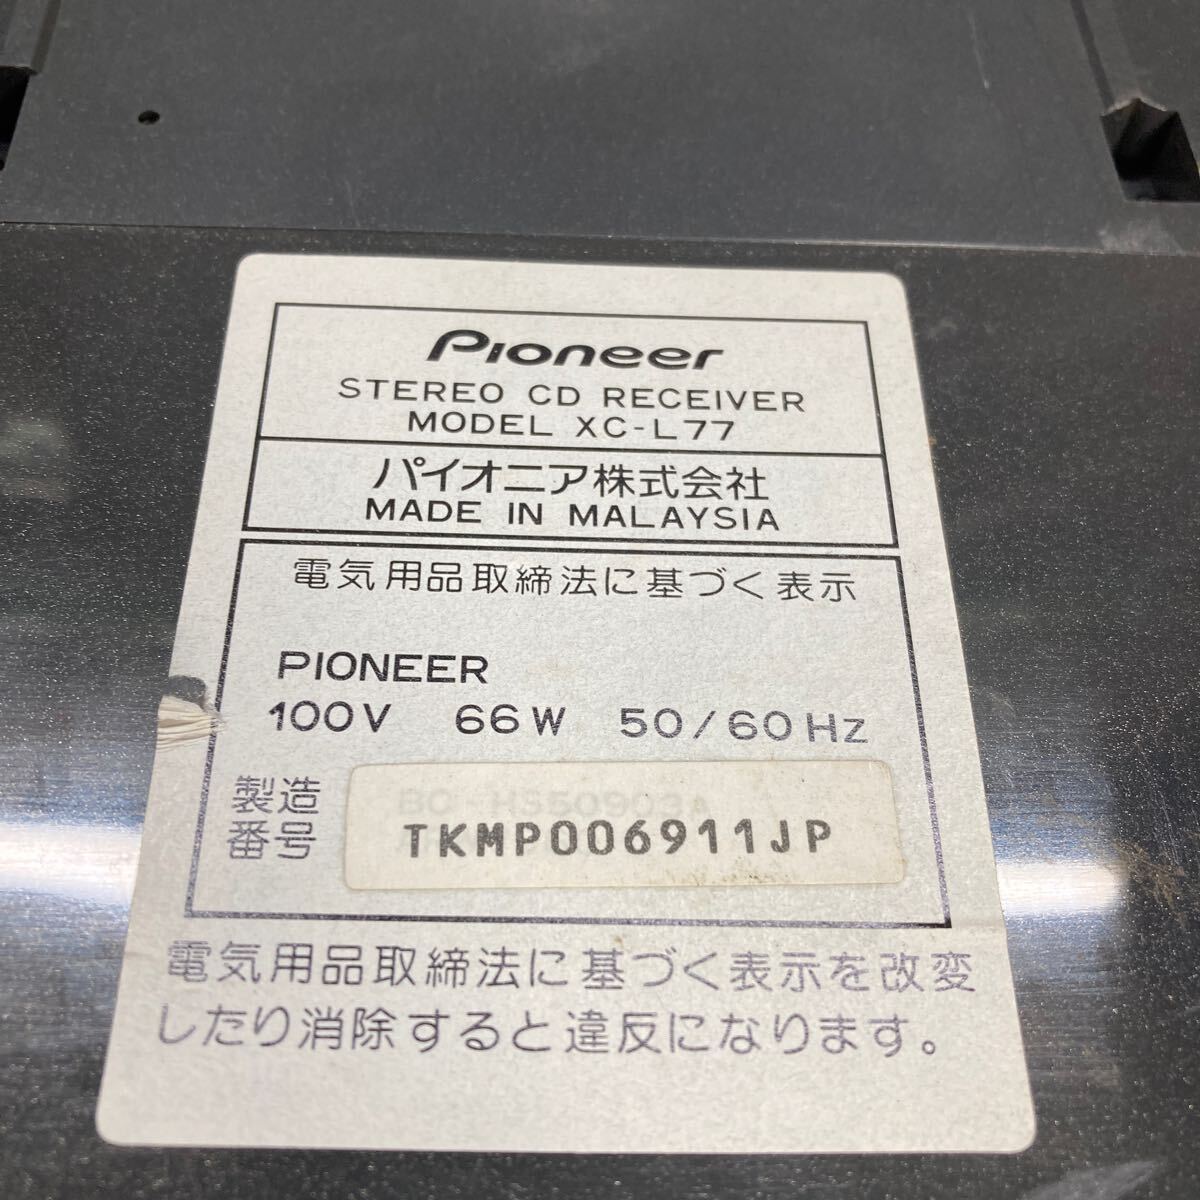 Pioneer
STEREO CD RECEIVER
MODEL XC-L77
パイオニア株式会社
MADE IN MALAYSIA
電気用品取締法に基づく表示
PIONEER
100V 66W 50/60Hz
製造
番号
TKMP006911JP
電気用品取締法に基づく表示を改変
したり消除すると違反になります。